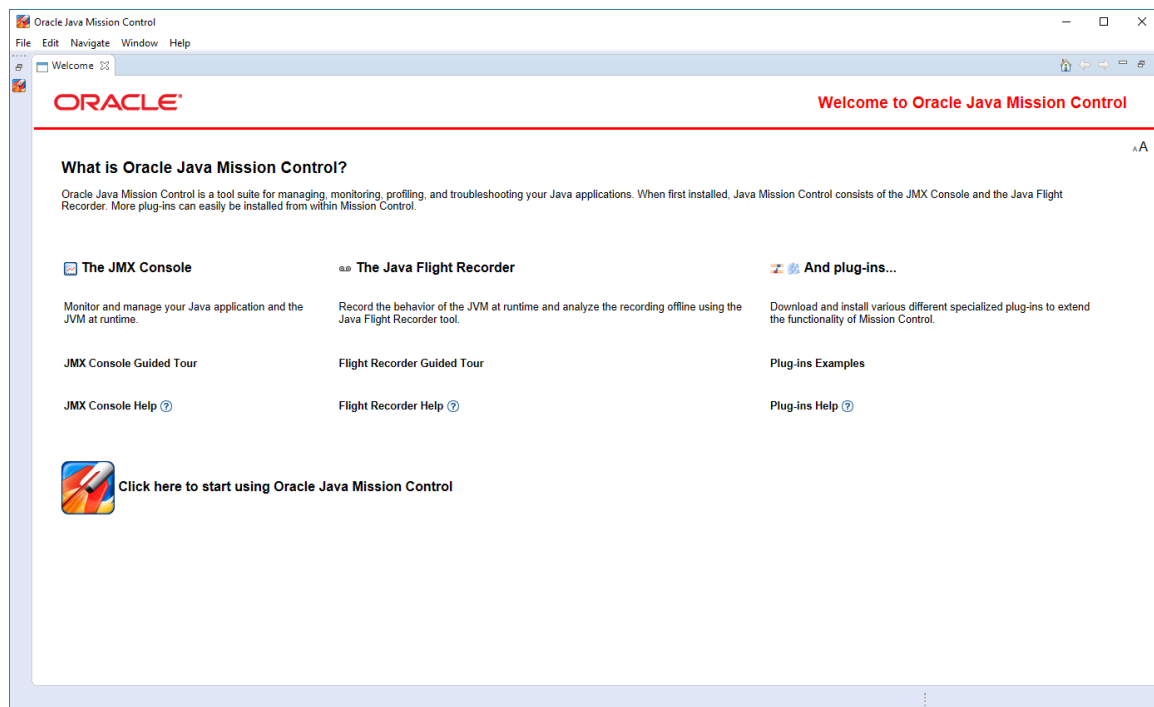 Oracle Java Mission Control
File Edit Navigate Window Help
Welcome
ORACLE®
Welcome to Oracle Java Mission Control
AA
What is Oracle Java Mission Control?
Oracle Java Mission Control is a tool suite for managing, monitoring, profiling, and troubleshooting your Java applications. When first installed, Java Mission Control consists of the JMX Console and the Java Flight
Recorder. More plug-ins can easily be installed from within Mission Control.
The JMX Console
Monitor and manage your Java application and the
JVM at runtime.
JMX Console Guided Tour
JMX Console Help ?
The Java Flight Recorder
Record the behavior of the JVM at runtime and analyze the recording offline using the
Java Flight Recorder tool.
Flight Recorder Guided Tour
Flight Recorder Help ?
And plug-ins...
Download and install various different specialized plug-ins to extend
the functionality of Mission Control.
Plug-ins Examples
Plug-ins Help ?
Click here to start using Oracle Java Mission Control